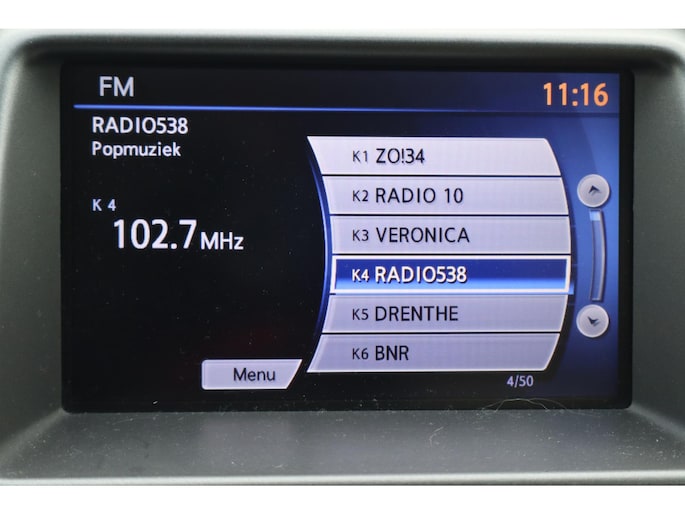 FM
11:16
RADIO538
Popmuziek
K 4
102.7 MHz
K1 ZO!34
K2 RADIO 10
K3 VERONICA
K4 RADIO538
K5 DRENTHE
K6 BNR
Menu
4/50